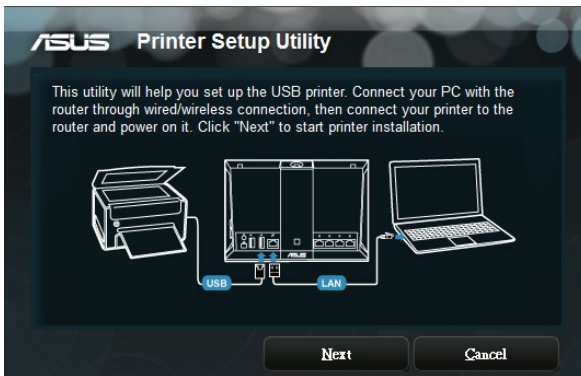 ASUS Printer Setup Utility
This utility will help you set up the USB printer. Connect your PC with the
router through wired/wireless connection, then connect your printer to the
router and power on it. Click "Next" to start printer installation.
ASUS
USB
LAN
Next
Cancel